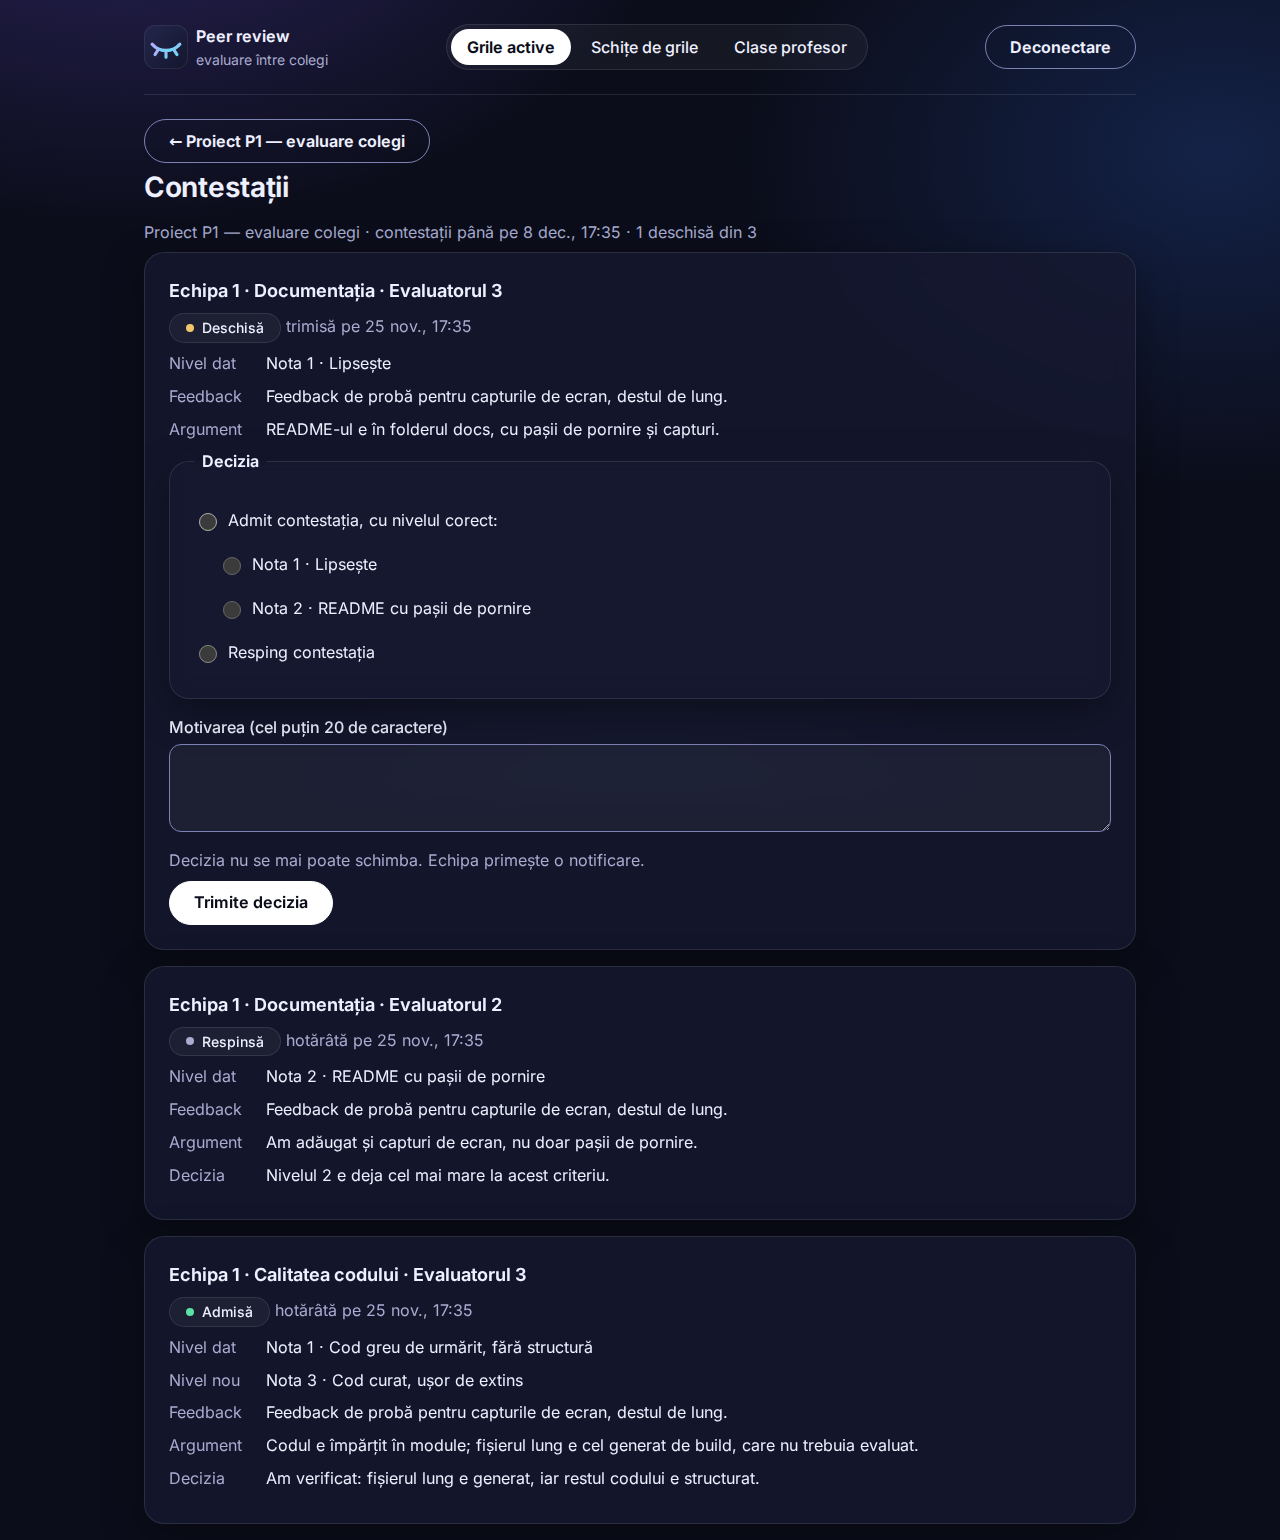 Peer review
evaluare între colegi
Grile active
Schițe de grile
Clase profesor
Deconectare
← Proiect P1 — evaluare colegi
Contestații
Proiect P1 — evaluare colegi · contestații până pe 8 dec., 17:35 · 1 deschisă din 3
Echipa 1 · Documentația · Evaluatorul 3
Deschisă trimisă pe 25 nov., 17:35
Nivel dat Nota 1 · Lipsește
Feedback Feedback de probă pentru capturile de ecran, destul de lung.
Argument README-ul e în folderul docs, cu pașii de pornire și capturi.
Decizia
Admit contestația, cu nivelul corect:
Nota 1 · Lipsește
Nota 2 · README cu pașii de pornire
Resping contestația
Motivarea (cel puțin 20 de caractere)
Decizia nu se mai poate schimba. Echipa primește o notificare.
Trimite decizia
Echipa 1 · Documentația · Evaluatorul 2
Respinsă hotărâtă pe 25 nov., 17:35
Nivel dat Nota 2 · README cu pașii de pornire
Feedback Feedback de probă pentru capturile de ecran, destul de lung.
Argument Am adăugat și capturi de ecran, nu doar pașii de pornire.
Decizia Nivelul 2 e deja cel mai mare la acest criteriu.
Echipa 1 · Calitatea codului · Evaluatorul 3
Admisă hotărâtă pe 25 nov., 17:35
Nivel dat Nota 1 · Cod greu de urmărit, fără structură
Nivel nou Nota 3 · Cod curat, ușor de extins
Feedback Feedback de probă pentru capturile de ecran, destul de lung.
Argument Codul e împărțit în module; fișierul lung e cel generat de build, care nu trebuia evaluat.
Decizia Am verificat: fișierul lung e generat, iar restul codului e structurat.